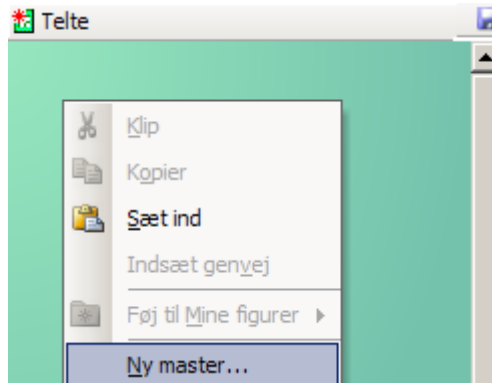 Telte
Klip
Kopier
Sæt ind
Indsæt genvej
Føj til Mine figurer
Ny master...